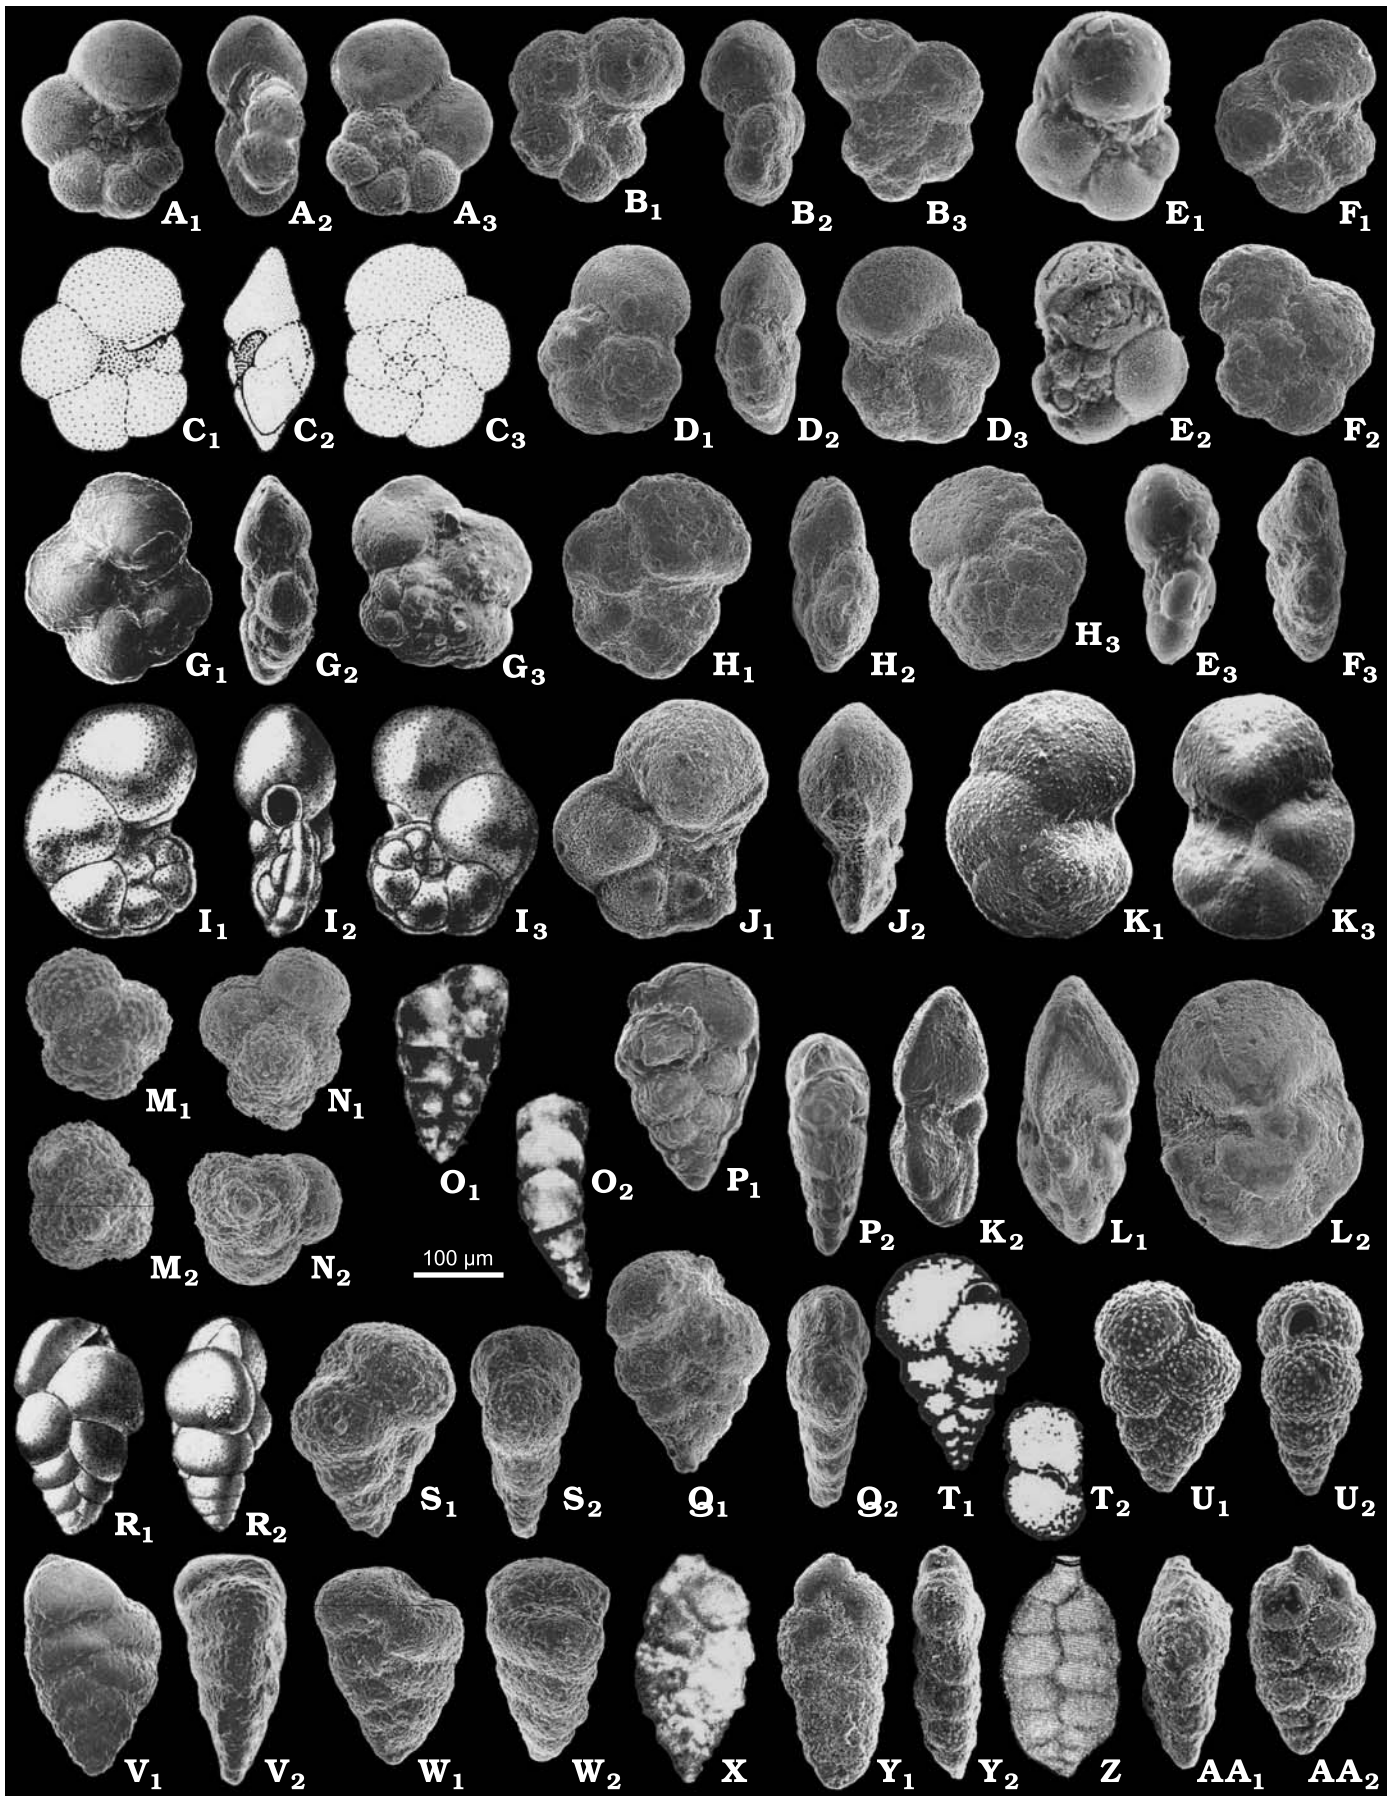 A1 A2 A3 B1 B2 B3 E1 F1
C1 C2 C3 D1 D2 D3 E2 F2
G1 G2 G3 H1 H2 H3 E3 F3
I1 I2 I3 J1 J2 K1 K3
M1 N1 O1 O2 P1
M2 N2 P2 K2 L1 L2
100 µm
R1 R2 S1 S2 Q1 Q2 T1 T2 U1 U2
V1 V2 W1 W2 X Y1 Y2 Z AA1 AA2